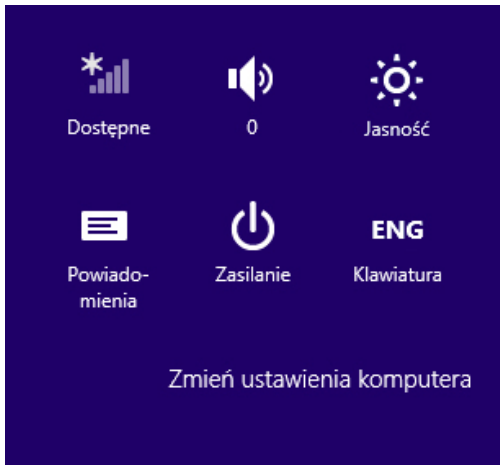 Dostępne
0
Jasność
ENG
Powiado-
mienia
Zasilanie
Klawiatura
Zmień ustawienia komputera